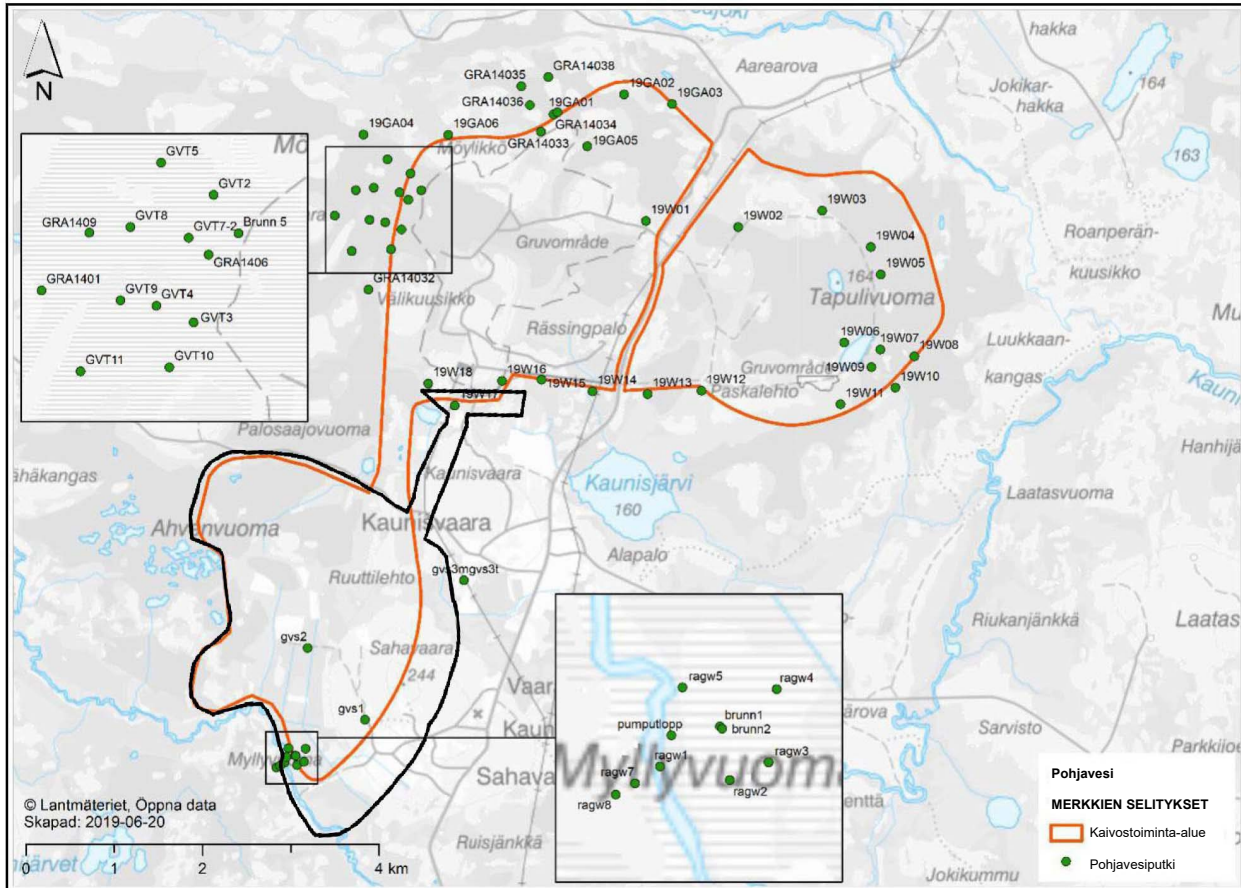 N
hakka
Jokikar-
hakka
164
163
Aarearova
GRA14035
GRA14038
GRA14036
19GA01
19GA02
19GA03
GRA14034
GRA14033
19GA05
19GA04
19GA06
Möylikkö
GVT5
GVT2
GRA1409
GVT8
GVT7-2
Brunn 5
GRA1406
GRA1401
GVT9
GVT4
GVT3
GVT11
GVT10
19W01
19W02
19W03
19W04
19W05
Roanperän-
kuusikko
Gruvområde
164
Tapulivuoma
GRA14032
Välikuusikko
Rässingpalo
19W06
19W07
19W08
Luukkaan-
kangas
Gruvområde
19W09
19W10
19W11
Paskalehto
19W18
19W16
19W15
19W14
19W13
19W12
19W17
Palosaajovuoma
Kaunisvaara
Kaunisjärvi
160
Hanhijä
Laatasvuoma
ähäkangas
Ahvenvuoma
Kaunisvaara
Alapalo
Ruuttilehto
gvs3mgvs3t
Riukanjänkkä
Laatas
gvs2
Sahavaara
244
Vaara
gvs1
Sarvisto
Parkkijoe
Sahava
Ruisjänkkä
Jokikummu
ragw5
ragw4
brunn1
brunn2
pumputlopp
ragw1
ragw3
Myllyvuoma
ragw7
ragw2
ragw8
Pohjavesi
MERKKIEN SELITYKSET
Kaivostoiminta-alue
Pohjavesiputki
© Lantmäteriet, Öppna data
Skapad: 2019-06-20
0 1 2 4 km